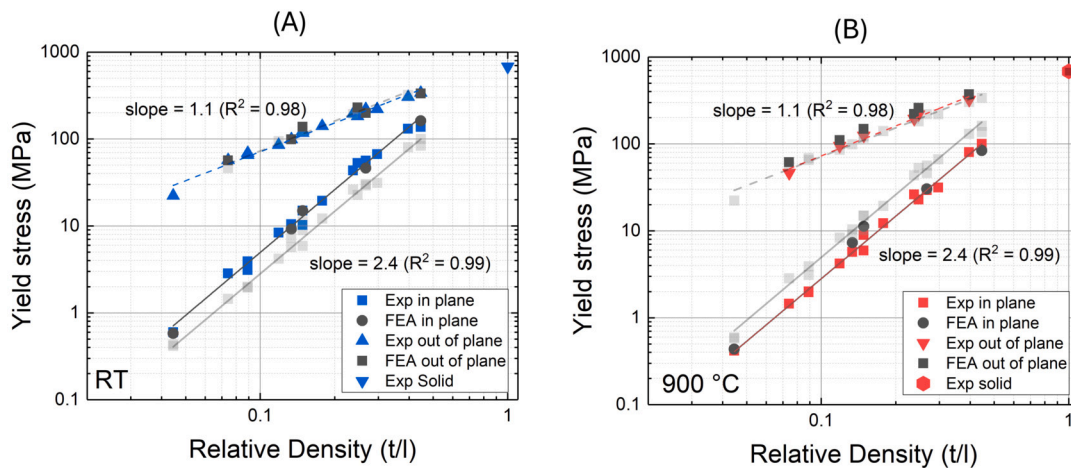 (A)
Yield stress (MPa)
1000
100
10
1
0.1
slope = 1.1 (R² = 0.98)
slope = 2.4 (R² = 0.99)
Exp in plane
FEA in plane
Exp out of plane
FEA out of plane
Exp Solid
RT
0.1
1
Relative Density (t/l)
(B)
Yield stress (MPa)
1000
100
10
1
0.1
slope = 1.1 (R² = 0.98)
slope = 2.4 (R² = 0.99)
Exp in plane
FEA in plane
Exp out of plane
FEA out of plane
Exp solid
900 °C
0.1
1
Relative Density (t/l)